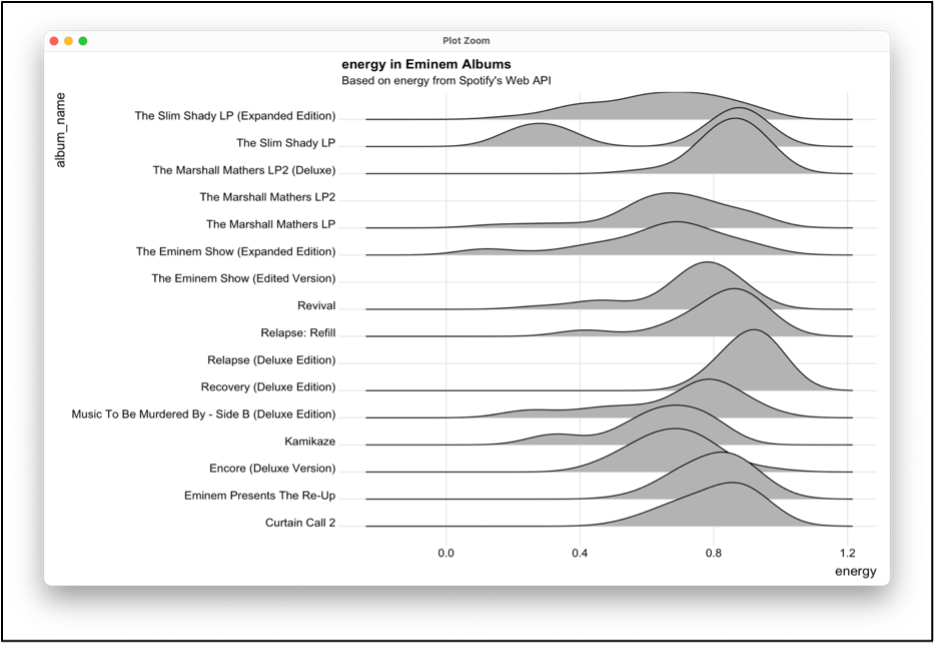 Plot Zoom
energy in Eminem Albums
Based on energy from Spotify's Web API
album_name
The Slim Shady LP (Expanded Edition)
The Slim Shady LP
The Marshall Mathers LP2 (Deluxe)
The Marshall Mathers LP2
The Marshall Mathers LP
The Eminem Show (Expanded Edition)
The Eminem Show (Edited Version)
Revival
Relapse: Refill
Relapse (Deluxe Edition)
Recovery (Deluxe Edition)
Music To Be Murdered By - Side B (Deluxe Edition)
Kamikaze
Encore (Deluxe Version)
Eminem Presents The Re-Up
Curtain Call 2
0.0 0.4 0.8 1.2
energy